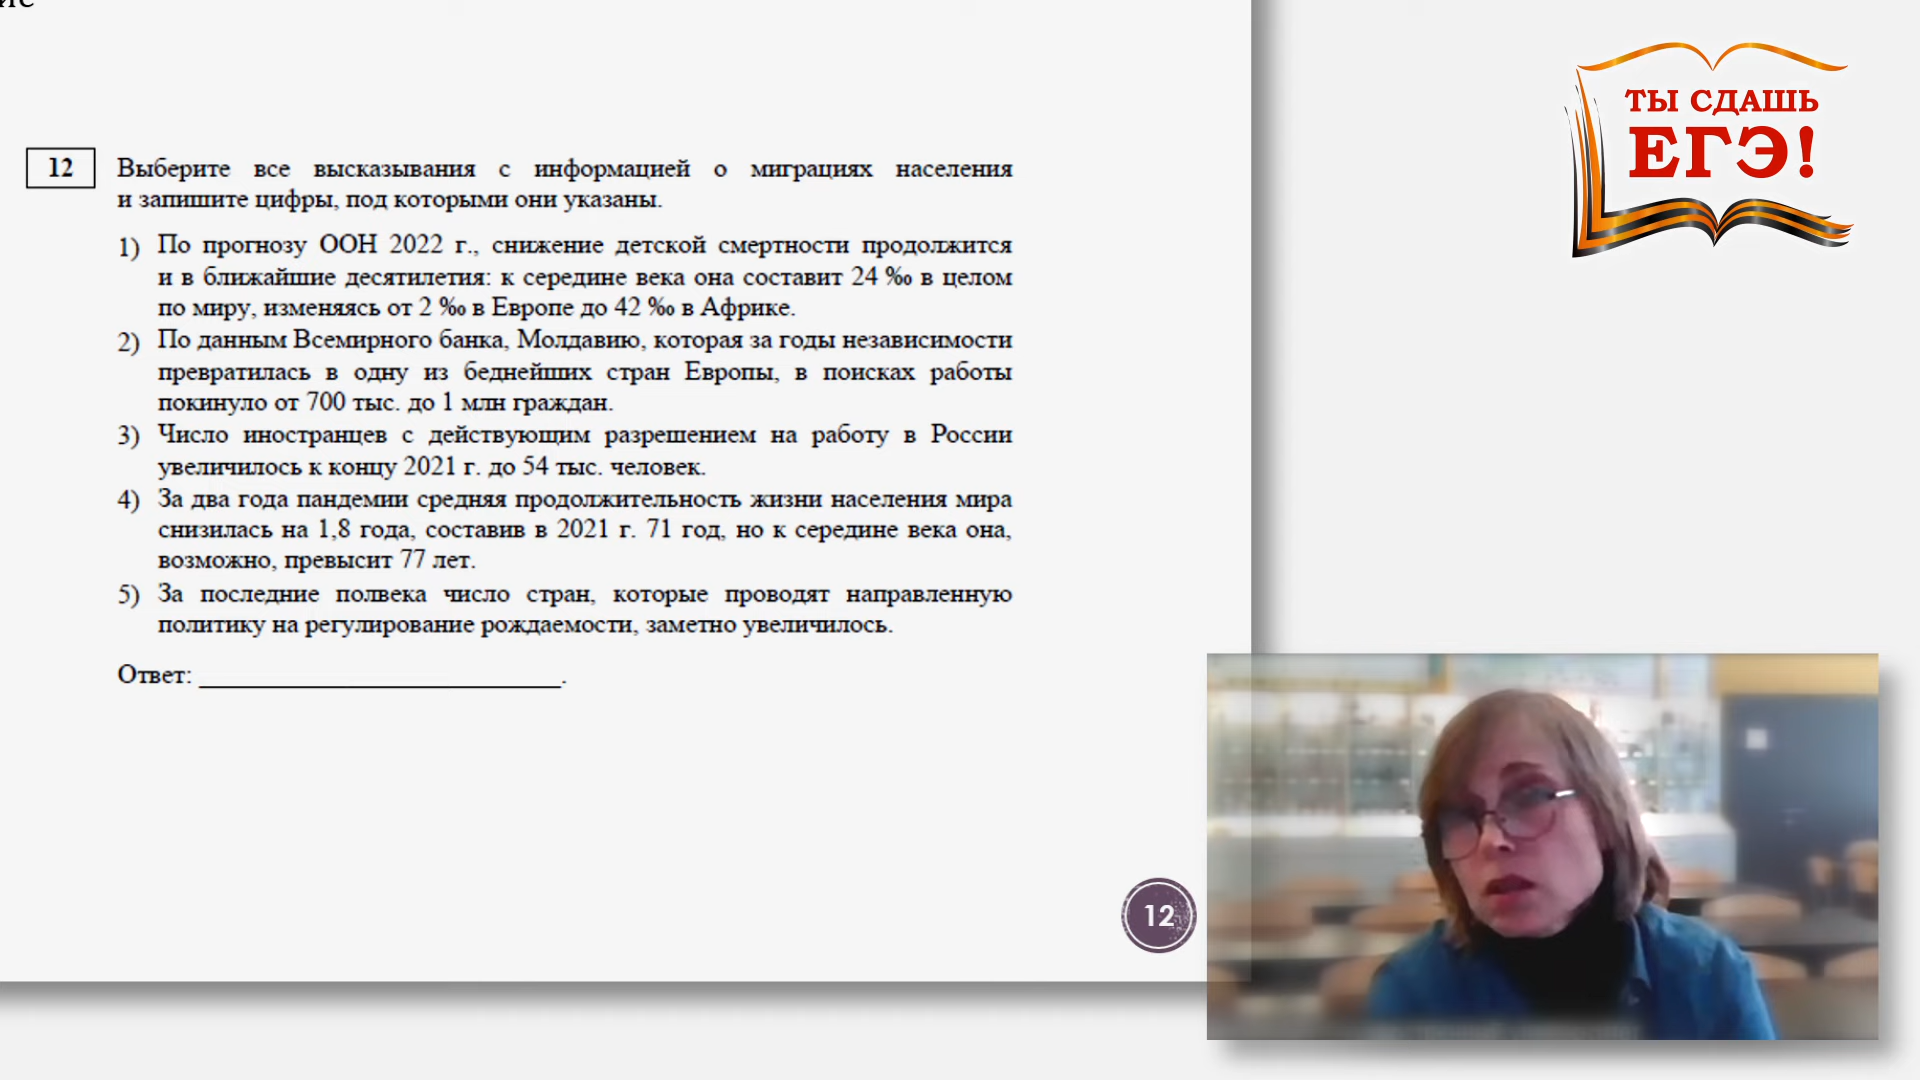 ТЫ СДАШЬ
ЕГЭ!
12
Выберите все высказывания с информацией о миграциях населения
и запишите цифры, под которыми они указаны.
1) По прогнозу ООН 2022 г., снижение детской смертности продолжится
и в ближайшие десятилетия: к середине века она составит 24 ‰ в целом
по миру, изменяясь от 2 ‰ в Европе до 42 ‰ в Африке.
2) По данным Всемирного банка, Молдавию, которая за годы независимости
превратилась в одну из беднейших стран Европы, в поисках работы
покинуло от 700 тыс. до 1 млн граждан.
3) Число иностранцев с действующим разрешением на работу в России
увеличилось к концу 2021 г. до 54 тыс. человек.
4) За два года пандемии средняя продолжительность жизни населения мира
снизилась на 1,8 года, составив в 2021 г. 71 год, но к середине века она,
возможно, превысит 77 лет.
5) За последние полвека число стран, которые проводят направленную
политику на регулирование рождаемости, заметно увеличилось.
Ответ: ___________________________.
12